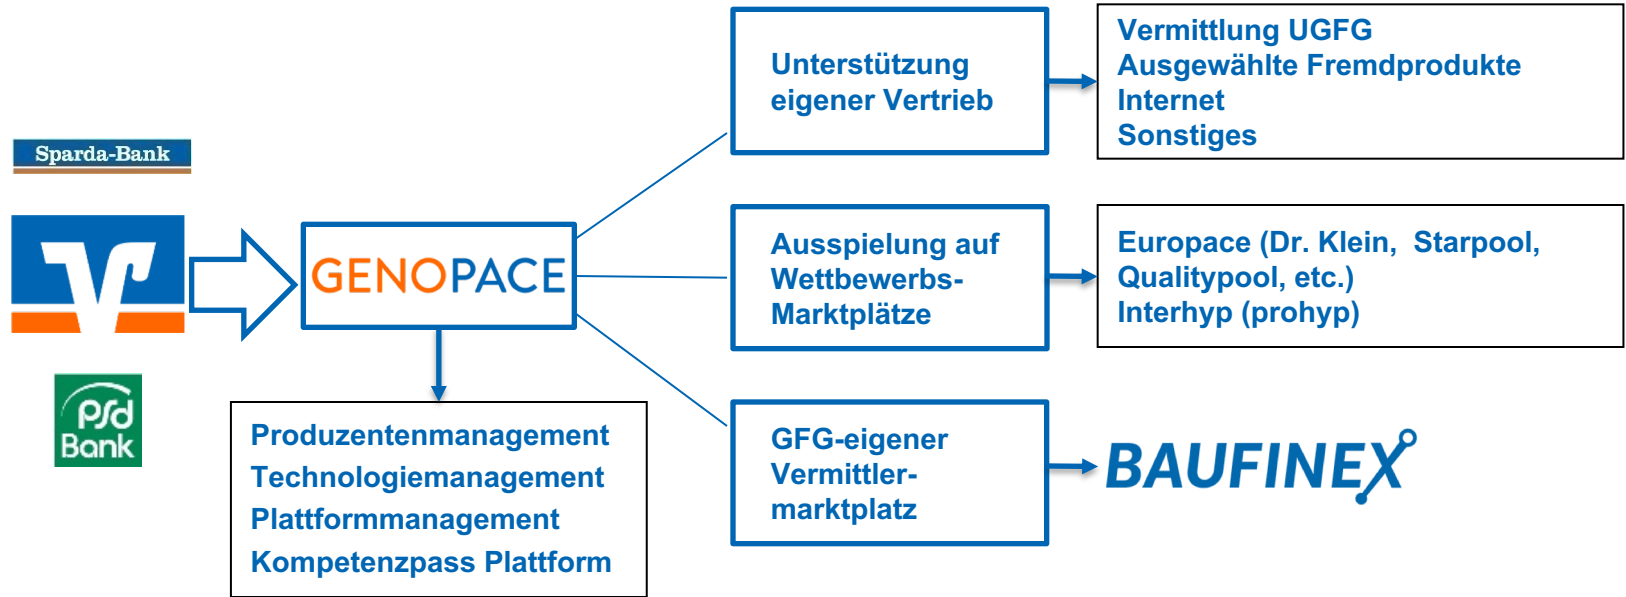 Sparda-Bank
psd
Bank
GENOPACE
Produzentenmanagement
Technologiemanagement
Plattformmanagement
Kompetenzpass Plattform
Unterstützung
eigener Vertrieb
Vermittlung UGFG
Ausgewählte Fremdprodukte
Internet
Sonstiges
Ausspielung auf
Wettbewerbs-
Marktplätze
Europace (Dr. Klein,  Starpool,
Qualitypool, etc.)
Interhyp (prohyp)
GFG-eigener
Vermittler-
marktplatz
BAUFINEX